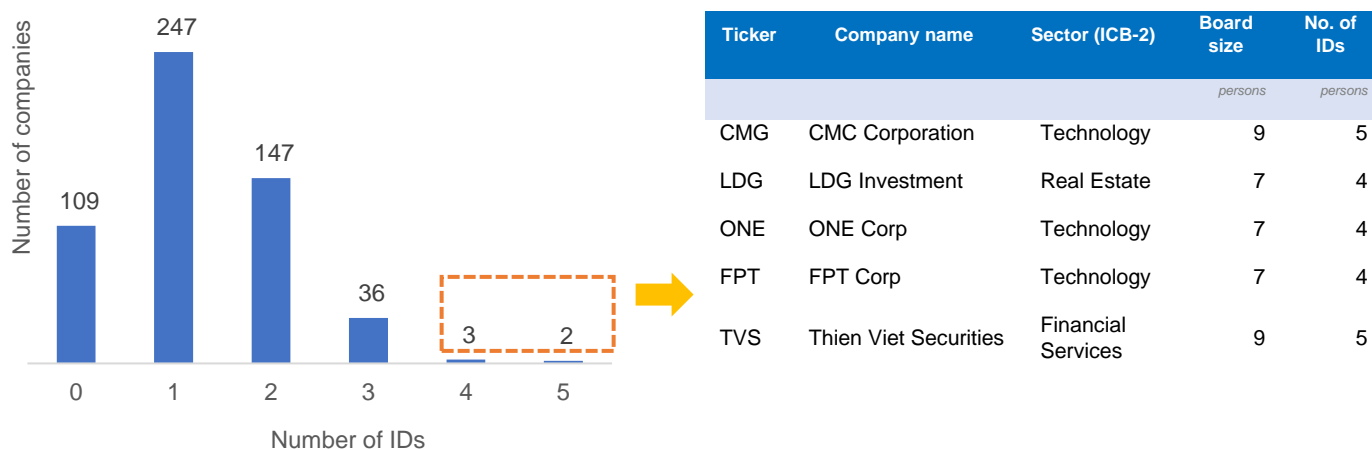 Number of companies
247
147
109
36
3
2
0 1 2 3 4 5
Number of IDs
Ticker Company name Sector (ICB-2) Board size No. of IDs
persons persons
CMG CMC Corporation Technology 9 5
LDG LDG Investment Real Estate 7 4
ONE ONE Corp Technology 7 4
FPT FPT Corp Technology 7 4
TVS Thien Viet Securities Financial Services 9 5